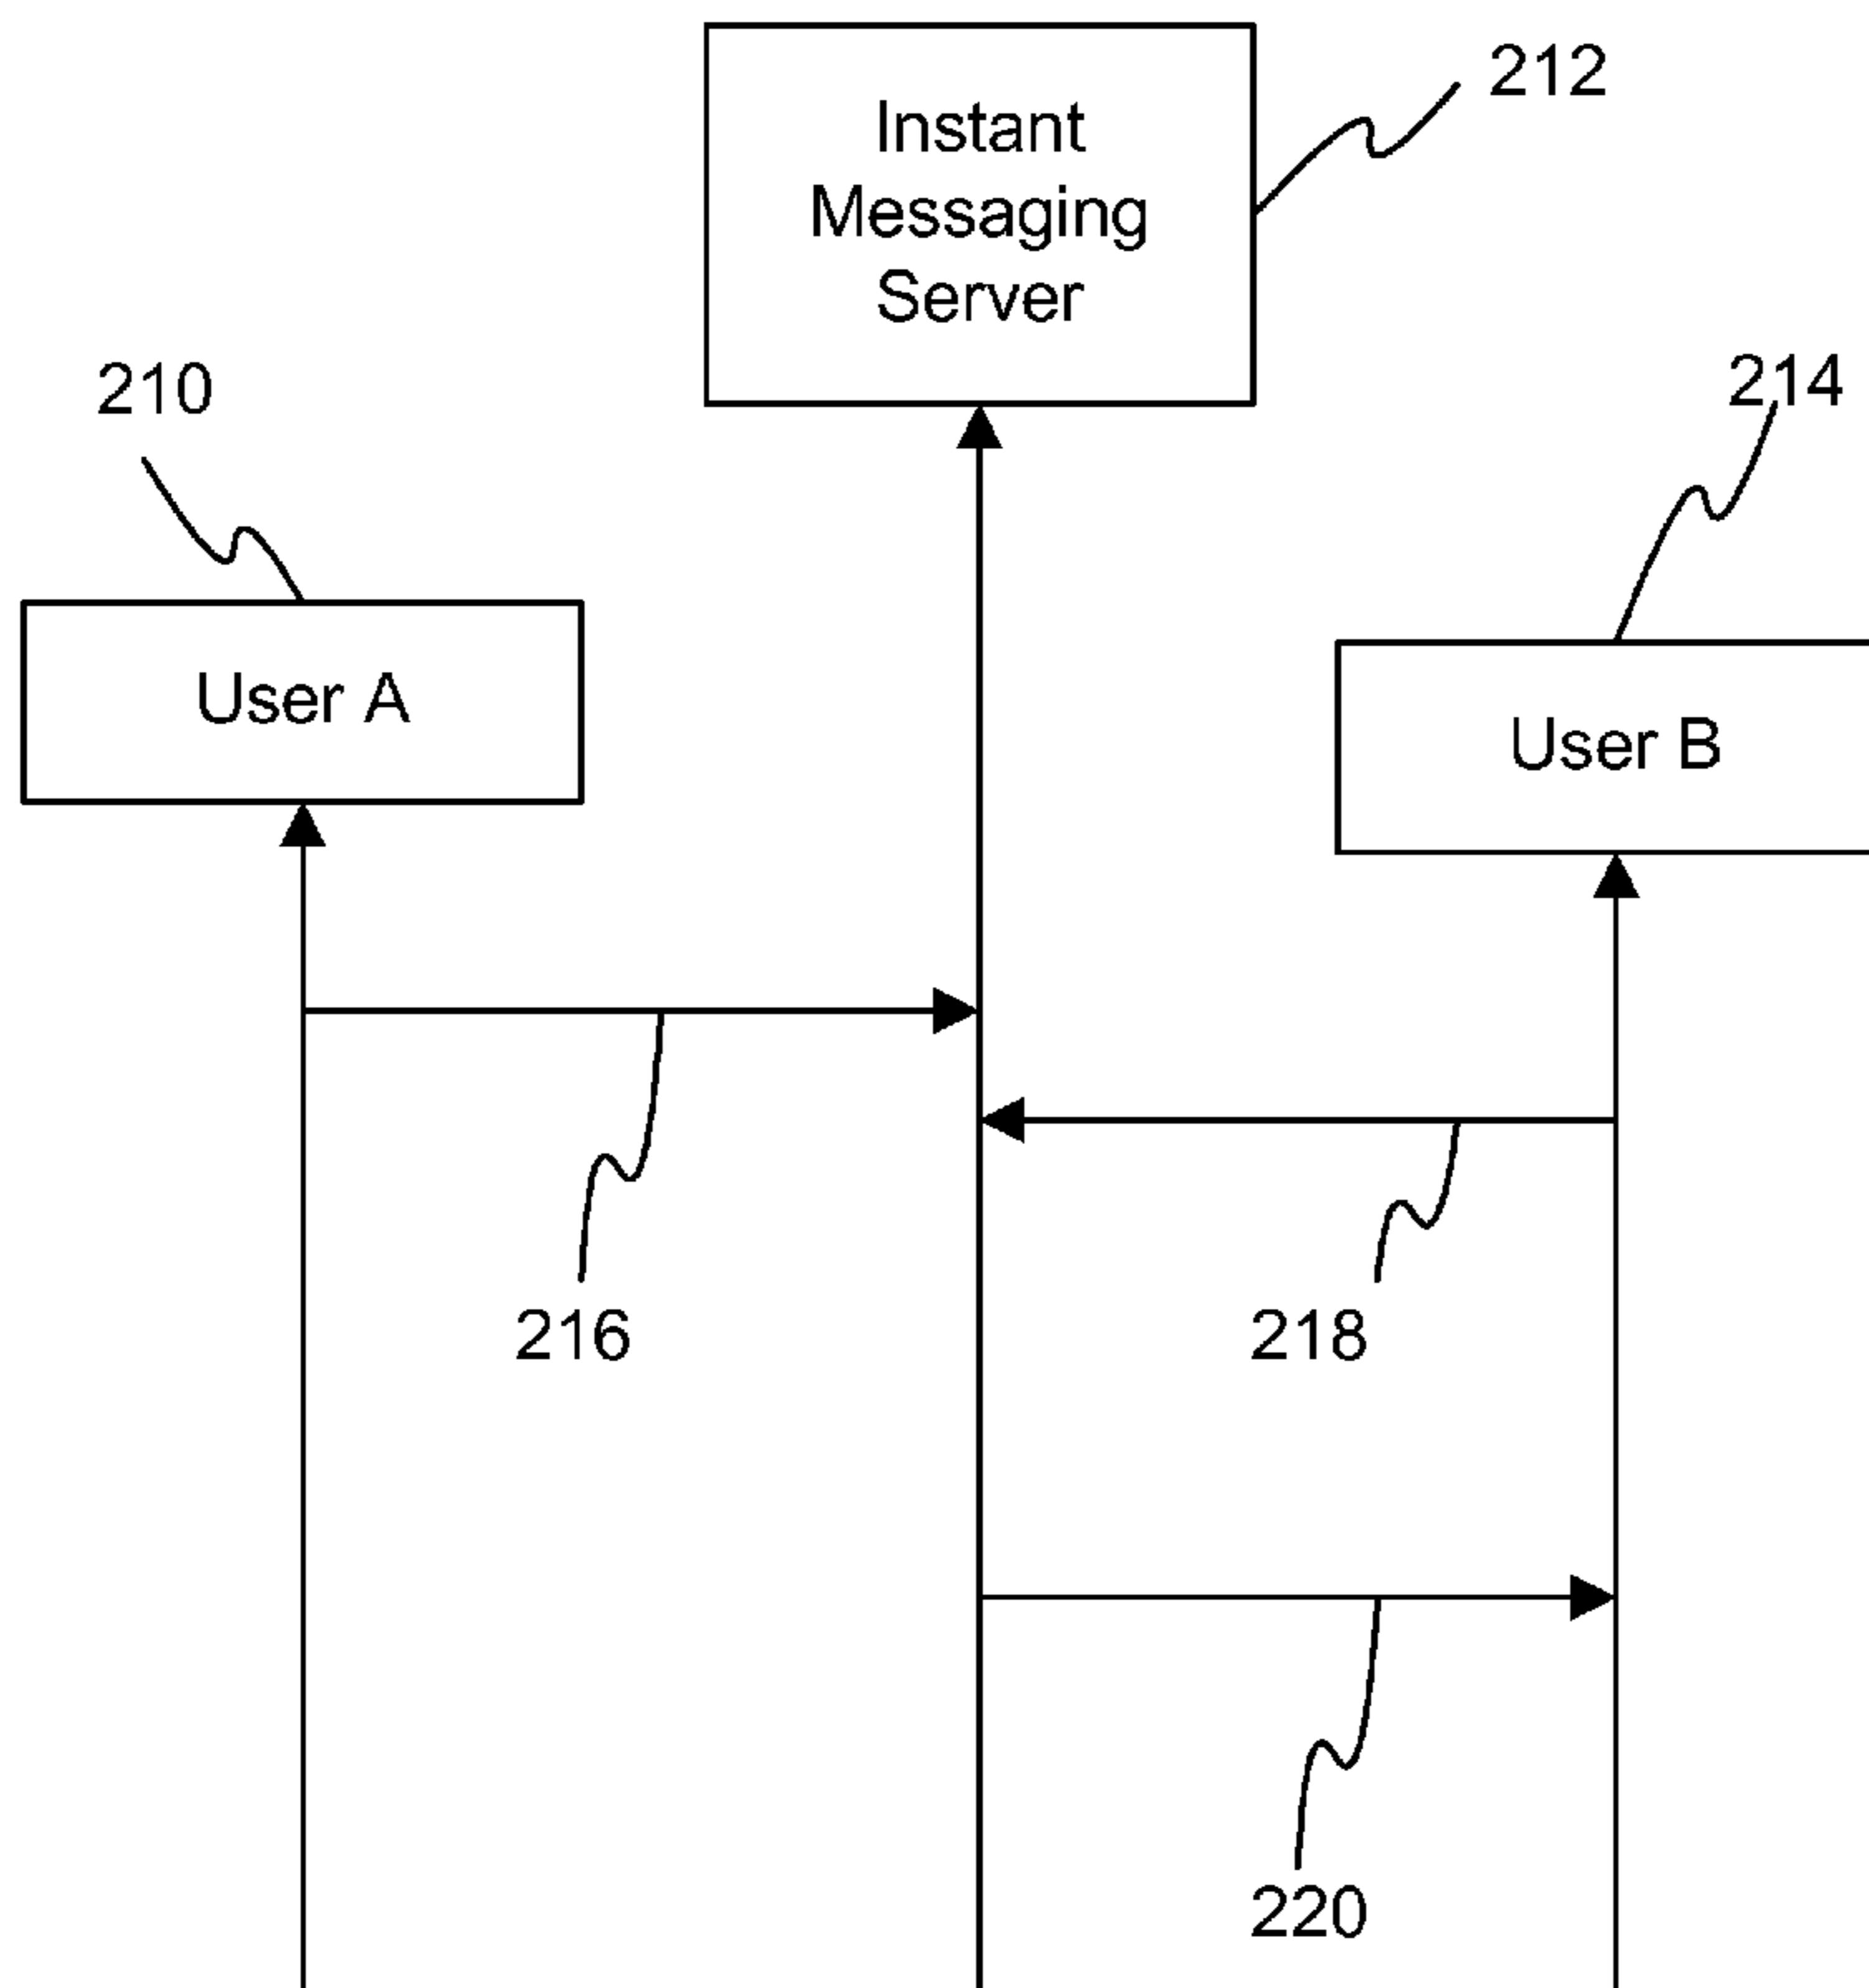 212
Instant
Messaging
Server
210
214
User A
User B
216
218
220